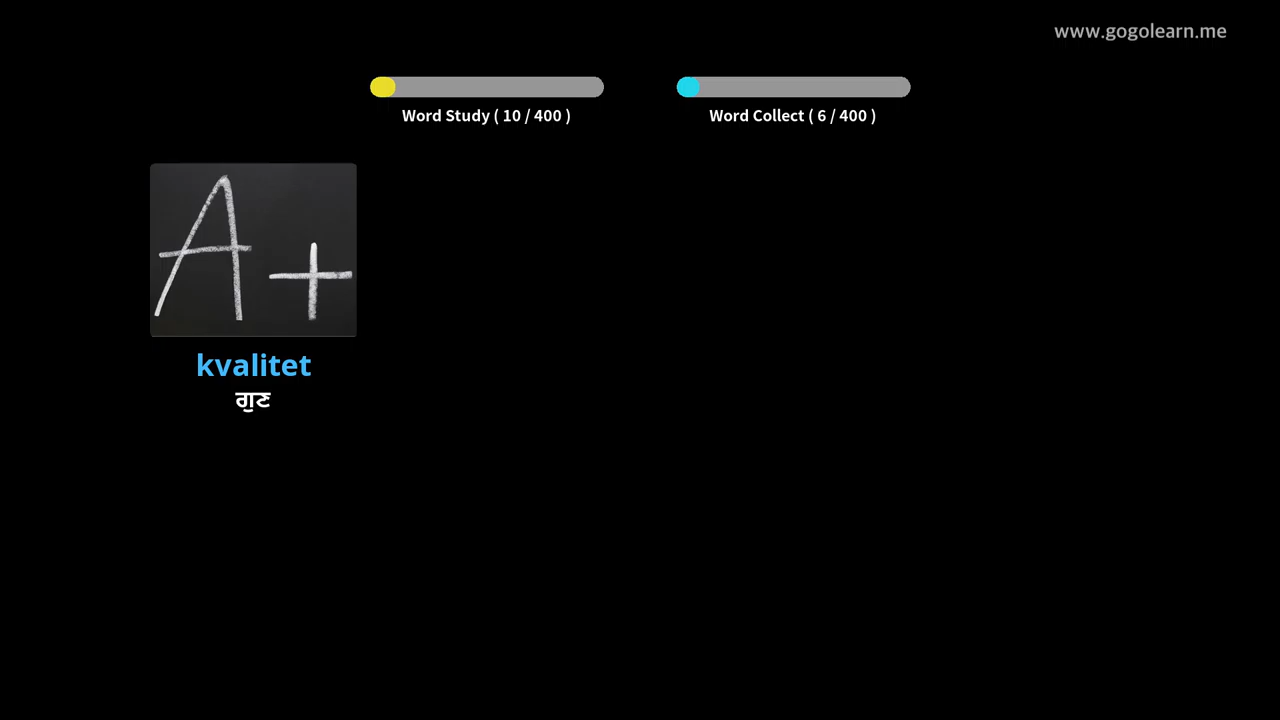 www.gogolearn.me
Word Study ( 10 / 400 )
Word Collect ( 6 / 400 )
A+
kvalitet
ਗੁਣ